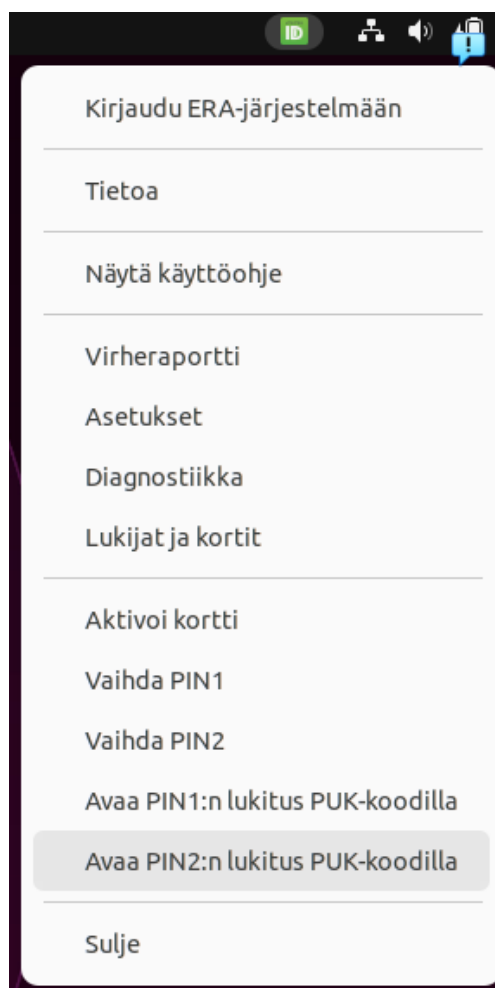 ID
Kirjaudu ERA-järjestelmään
Tietoa
Näytä käyttöohje
Virheraportti
Asetukset
Diagnostiikka
Lukijat ja kortit
Aktivoi kortti
Vaihda PIN1
Vaihda PIN2
Avaa PIN1:n lukitus PUK-koodilla
Avaa PIN2:n lukitus PUK-koodilla
Sulje